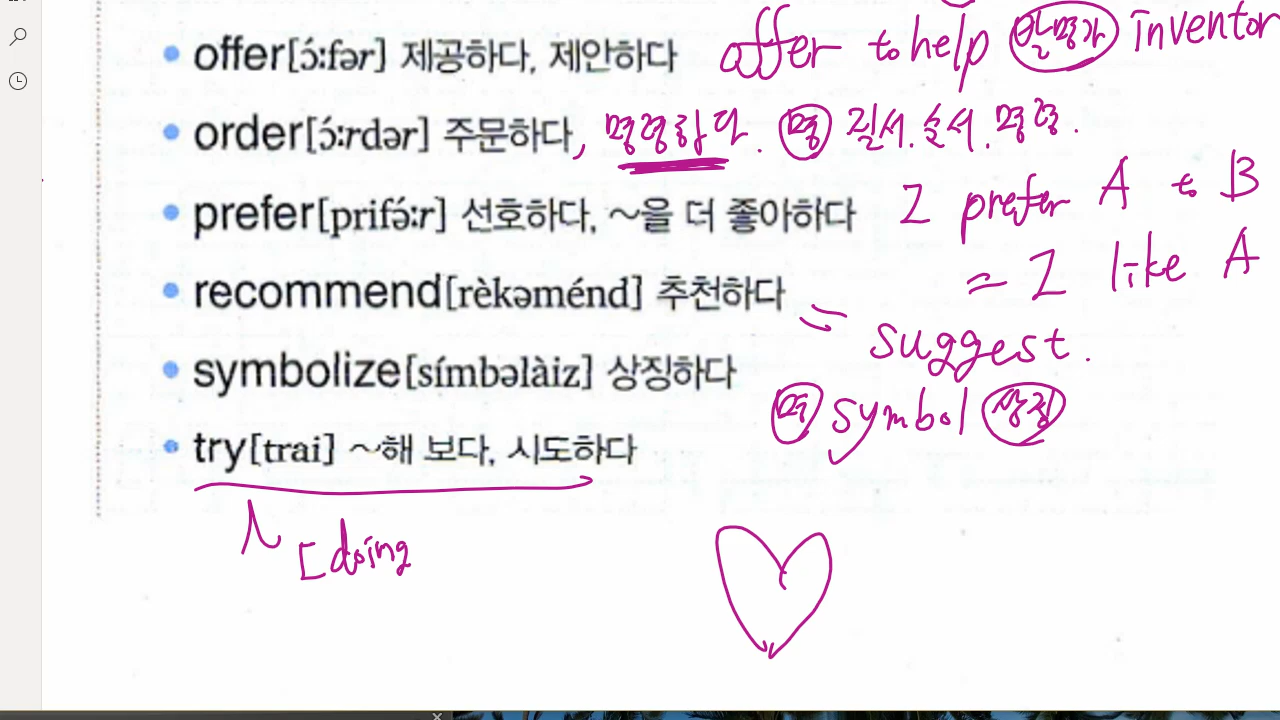 offer[ɔ́:fər] 제공하다, 제안하다 offer to help 발명가 inventor
order[ɔ́:rdər] 주문하다, 명령하다. 명 질서.순서.명령.
prefer[prifə́:r] 선호하다, ~을 더 좋아하다 I prefer A to B
= I like A
recommend[rèkəménd] 추천하다 = suggest.
symbolize[símbəlàiz] 상징하다 명 symbol 상징
try[trai] ~해 보다, 시도하다
[doing